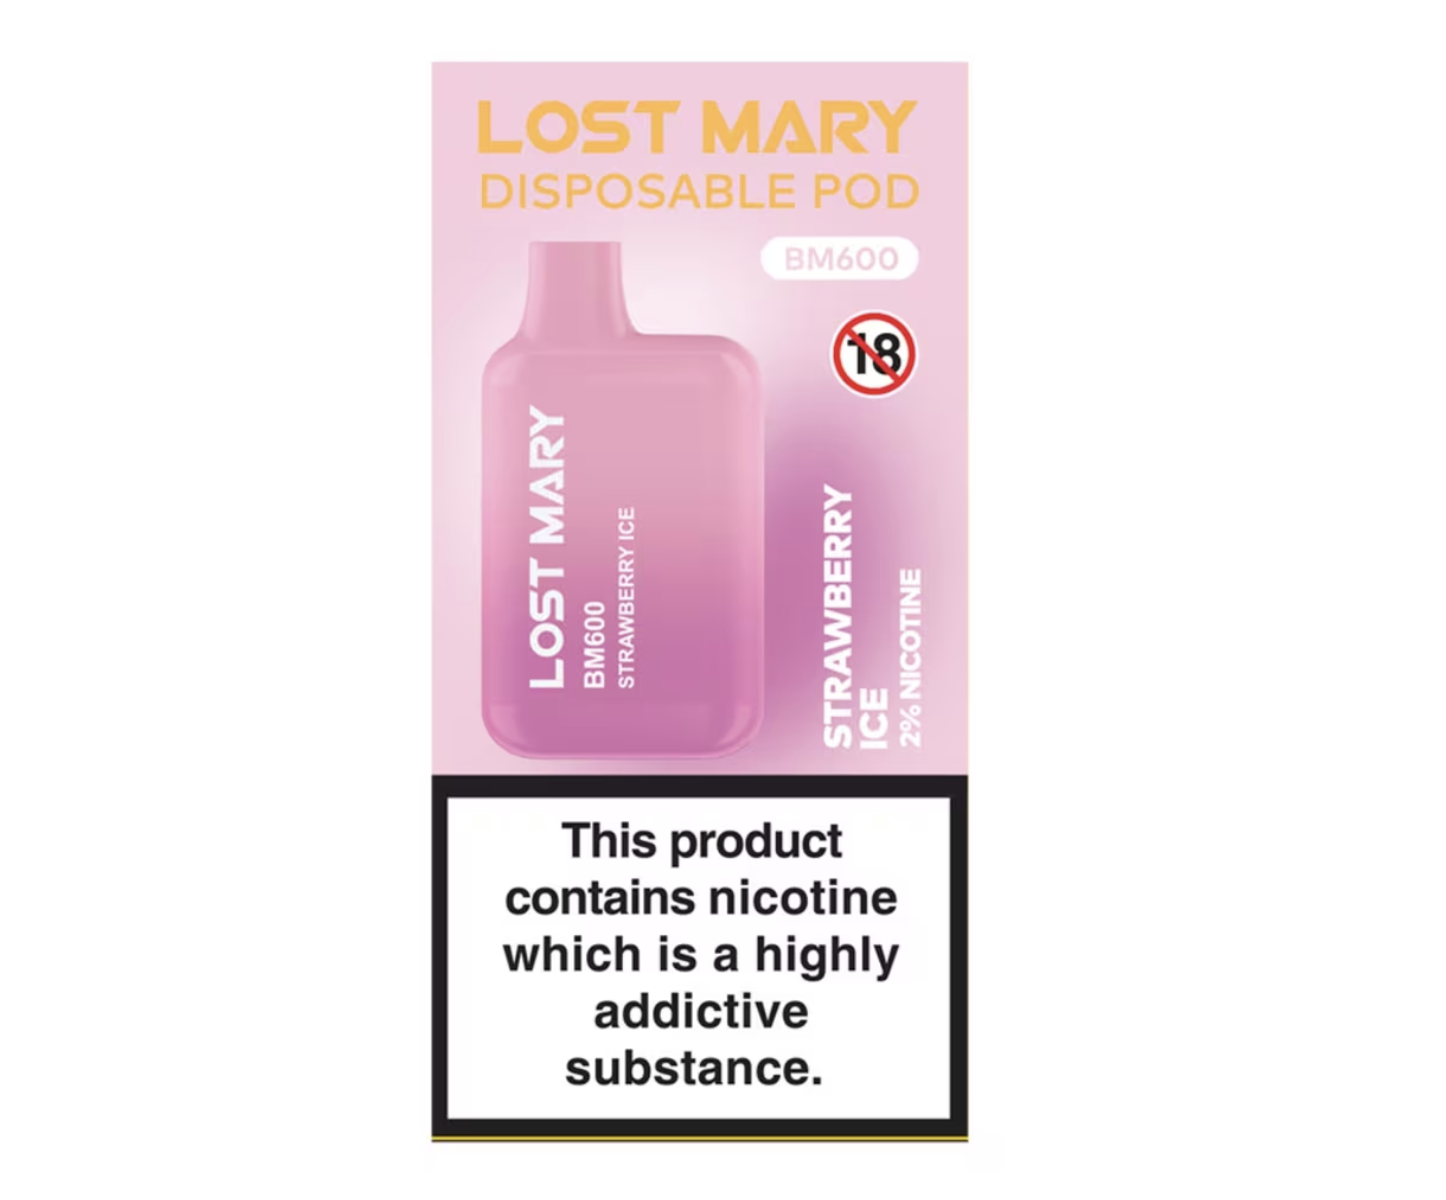 LOST MARY
DISPOSABLE POD
BM600
18
LOST MARY
BM600
STRAWBERRY ICE
STRAWBERRY
ICE
2% NICOTINE
This product
contains nicotine
which is a highly
addictive
substance.